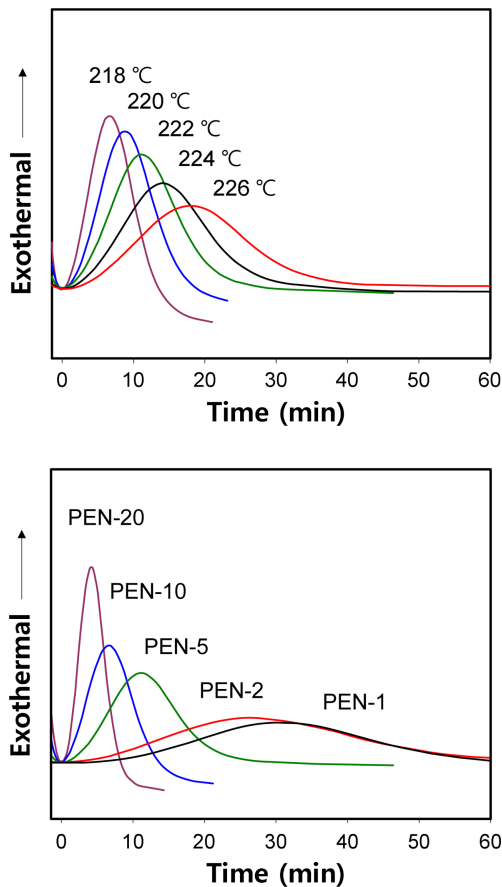 218 ℃
220 ℃
222 ℃
224 ℃
226 ℃
Exothermal
0 10 20 30 40 50 60
Time (min)
PEN-20
PEN-10
PEN-5
PEN-2 PEN-1
Exothermal
0 10 20 30 40 50 60
Time (min)